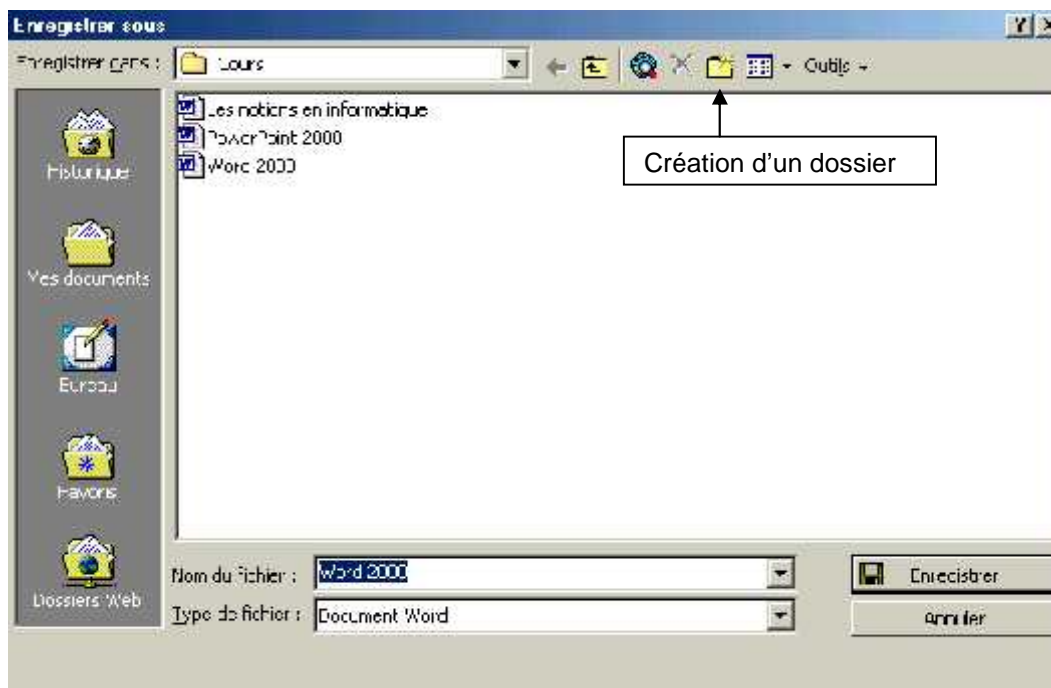 Enregistrer sous
Enregistrer dans :
Cours
Outils
Les notions en informatique
PowerPoint 2000
Word 2000
Création d’un dossier
Historique
Mes documents
Bureau
Favoris
Dossiers Web
Nom du fichier :
Word 2000
Enregistrer
Type de fichier :
Document Word
Annuler